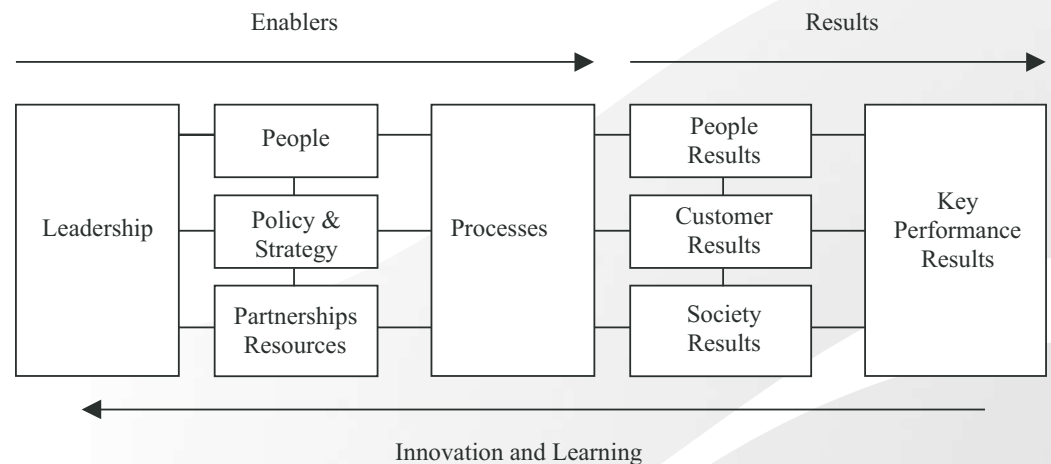 Enablers
Results
Leadership
People
Policy &
Strategy
Partnerships
Resources
Processes
People
Results
Customer
Results
Society
Results
Key
Performance
Results
Innovation and Learning